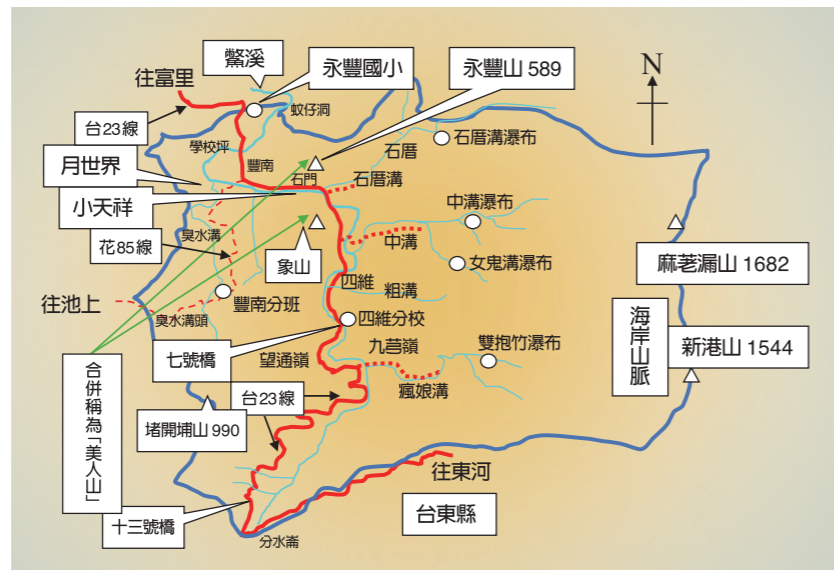 鱉溪
永豐國小
永豐山 589
往富里
N
蚊仔洞
台23線
石厝溝瀑布
學校坪
石厝
月世界
豐南
石門
石厝溝
小天祥
中溝瀑布
臭水溝
中溝
花85線
象山
女鬼溝瀑布
麻荖漏山 1682
四維
粗溝
往池上
豐南分班
臭水溝頭
四維分校
海岸山脈
七號橋
望通嶺
九芎嶺
雙抱竹瀑布
新港山 1544
合併稱為「美人山」
台23線
瘋娘溝
堵開埔山 990
往東河
台東縣
十三號橋
分水崙